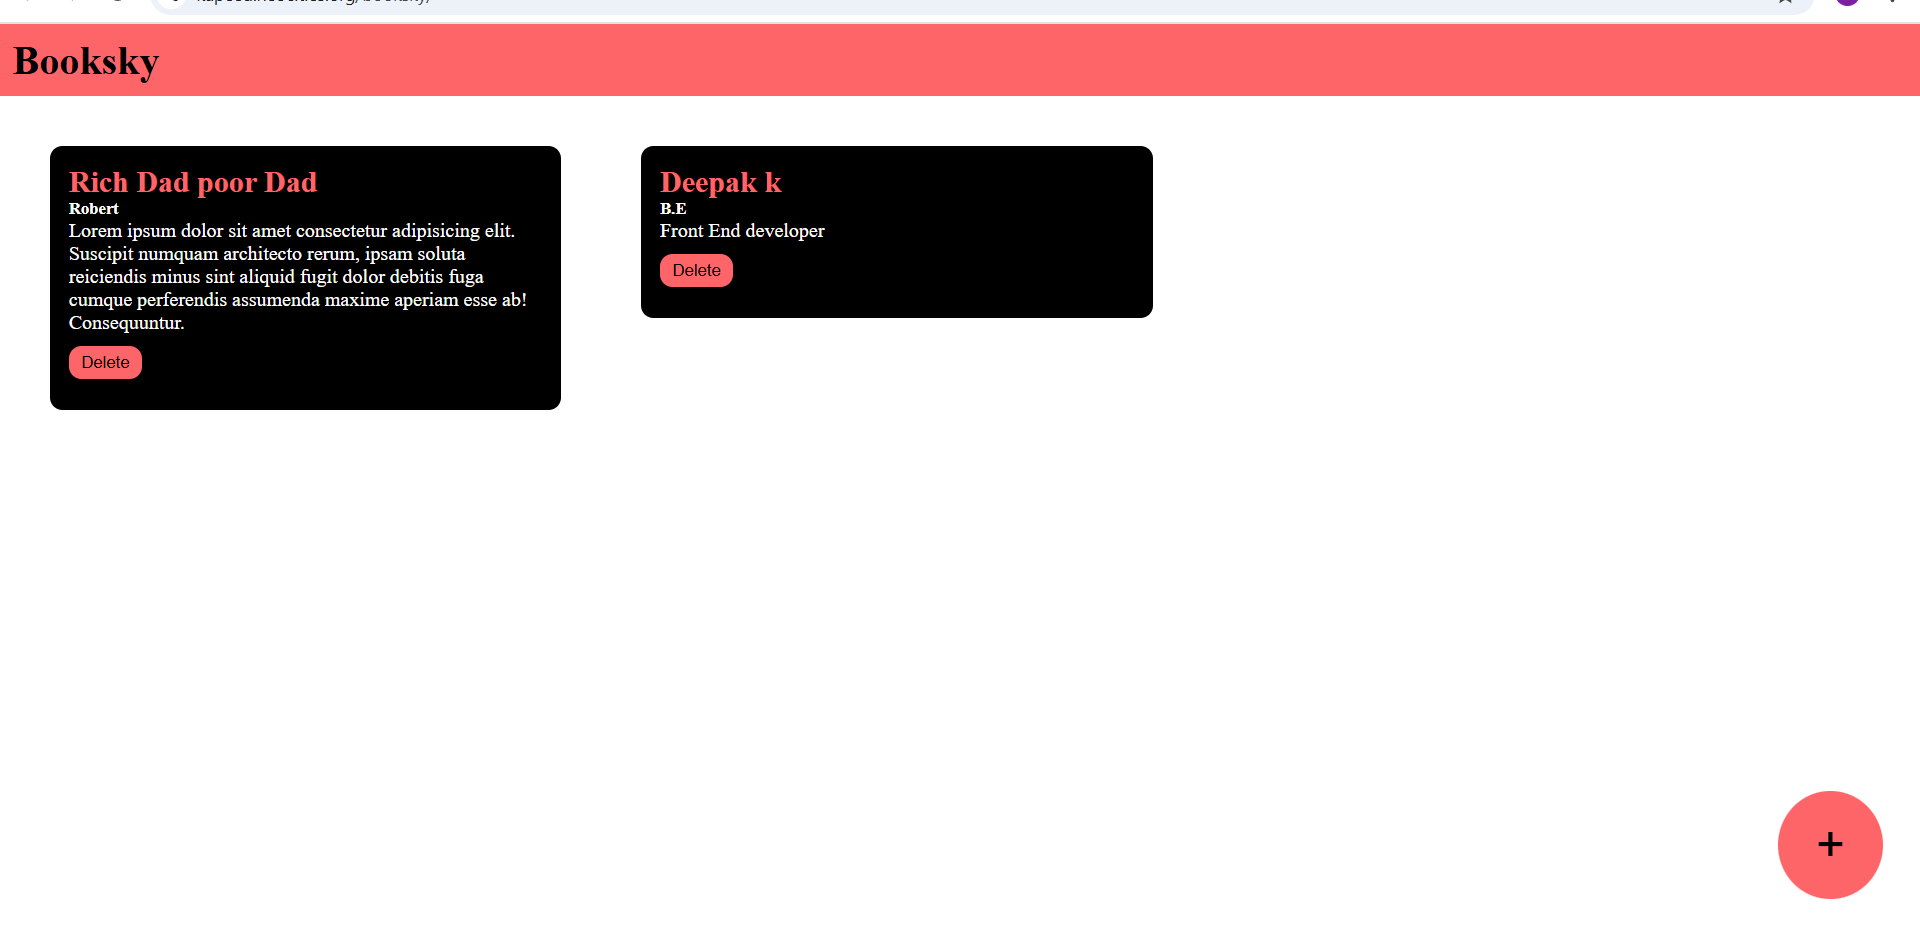 Booksky
Rich Dad poor Dad
Robert
Lorem ipsum dolor sit amet consectetur adipisicing elit.
Suscipit numquam architecto rerum, ipsam soluta
reiciendis minus sint aliquid fugit dolor debitis fuga
cumque perferendis assumenda maxime aperiam esse ab!
Consequuntur.
Delete
Deepak k
B.E
Front End developer
Delete
+